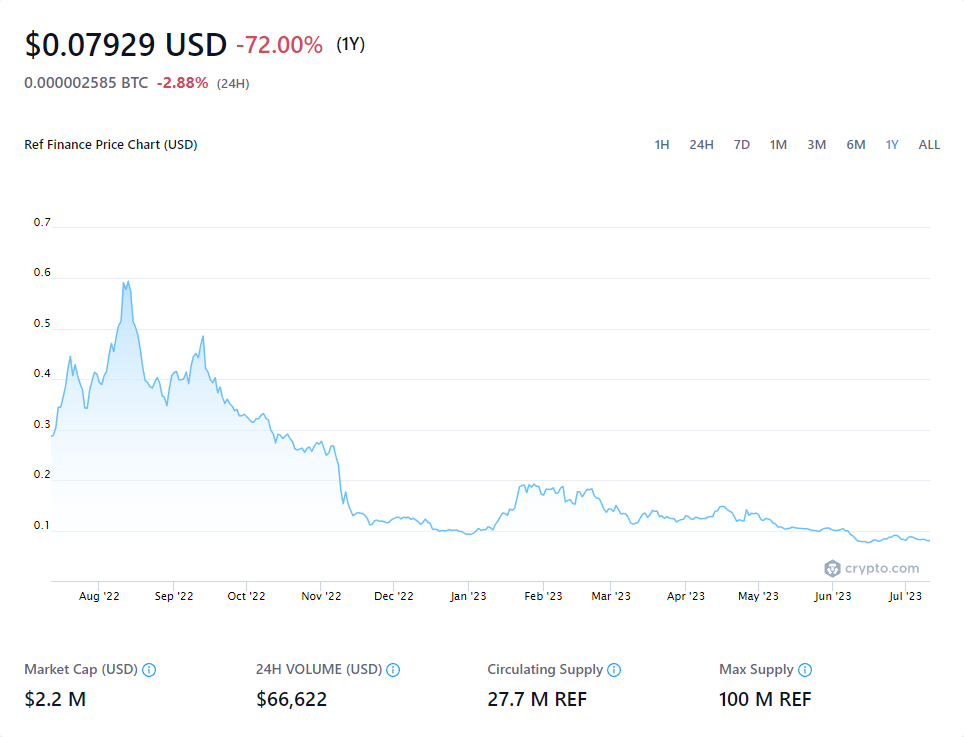 $0.07929 USD -72.00% (1Y)
0.000002585 BTC -2.88% (24H)
Ref Finance Price Chart (USD) 1H 24H 7D 1M 3M 6M 1Y ALL
0.7
0.6
0.5
0.4
0.3
0.2
0.1
crypto.com
Aug '22 Sep '22 Oct '22 Nov '22 Dec '22 Jan '23 Feb '23 Mar '23 Apr '23 May '23 Jun '23 Jul '23
Market Cap (USD) 24H VOLUME (USD) Circulating Supply Max Supply
$2.2 M $66,622 27.7 M REF 100 M REF